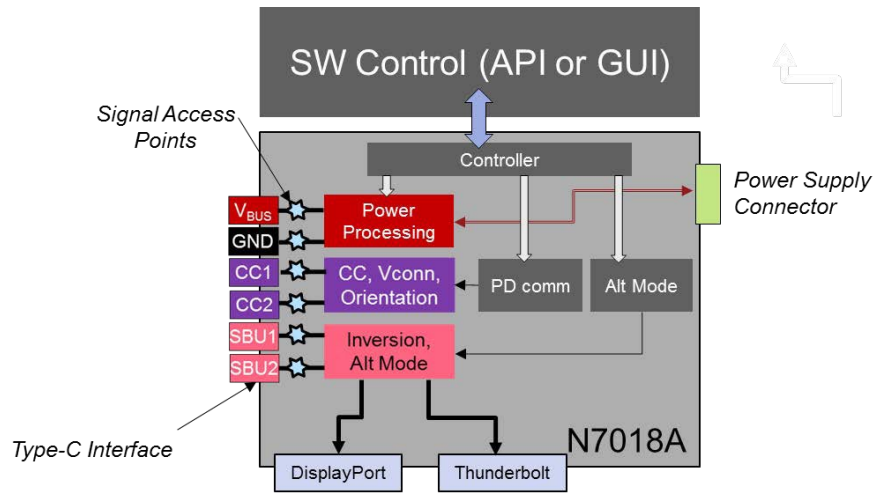 SW Control (API or GUI)
Signal Access
Points
Controller
Power Supply
Connector
VBUS
GND
CC1
CC2
SBU1
SBU2
Power
Processing
CC, Vconn,
Orientation
PD comm
Alt Mode
Inversion,
Alt Mode
Type-C Interface
N7018A
DisplayPort
Thunderbolt